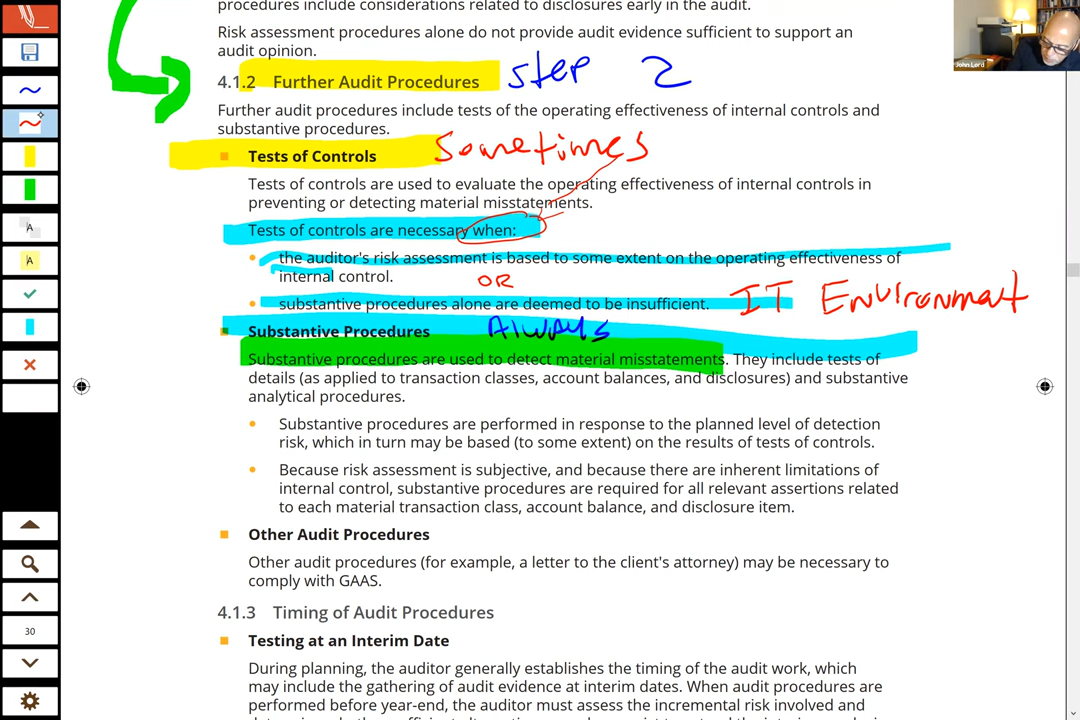 procedures include considerations related to disclosures early in the audit.
Risk assessment procedures alone do not provide audit evidence sufficient to support an
audit opinion.
4.1.2 Further Audit Procedures step 2
Further audit procedures include tests of the operating effectiveness of internal controls and
substantive procedures.
Tests of Controls Sometimes
Tests of controls are used to evaluate the operating effectiveness of internal controls in
preventing or detecting material misstatements.
Tests of controls are necessary when:
the auditor's risk assessment is based to some extent on the operating effectiveness of
internal control. OR
substantive procedures alone are deemed to be insufficient. IT Environment
Substantive Procedures Always
Substantive procedures are used to detect material misstatements. They include tests of
details (as applied to transaction classes, account balances, and disclosures) and substantive
analytical procedures.
Substantive procedures are performed in response to the planned level of detection
risk, which in turn may be based (to some extent) on the results of tests of controls.
Because risk assessment is subjective, and because there are inherent limitations of
internal control, substantive procedures are required for all relevant assertions related
to each material transaction class, account balance, and disclosure item.
Other Audit Procedures
Other audit procedures (for example, a letter to the client's attorney) may be necessary to
comply with GAAS.
4.1.3 Timing of Audit Procedures
Testing at an Interim Date
During planning, the auditor generally establishes the timing of the audit work, which
may include the gathering of audit evidence at interim dates. When audit procedures are
performed before year-end, the auditor must assess the incremental risk involved and
John Lord
A
A
30